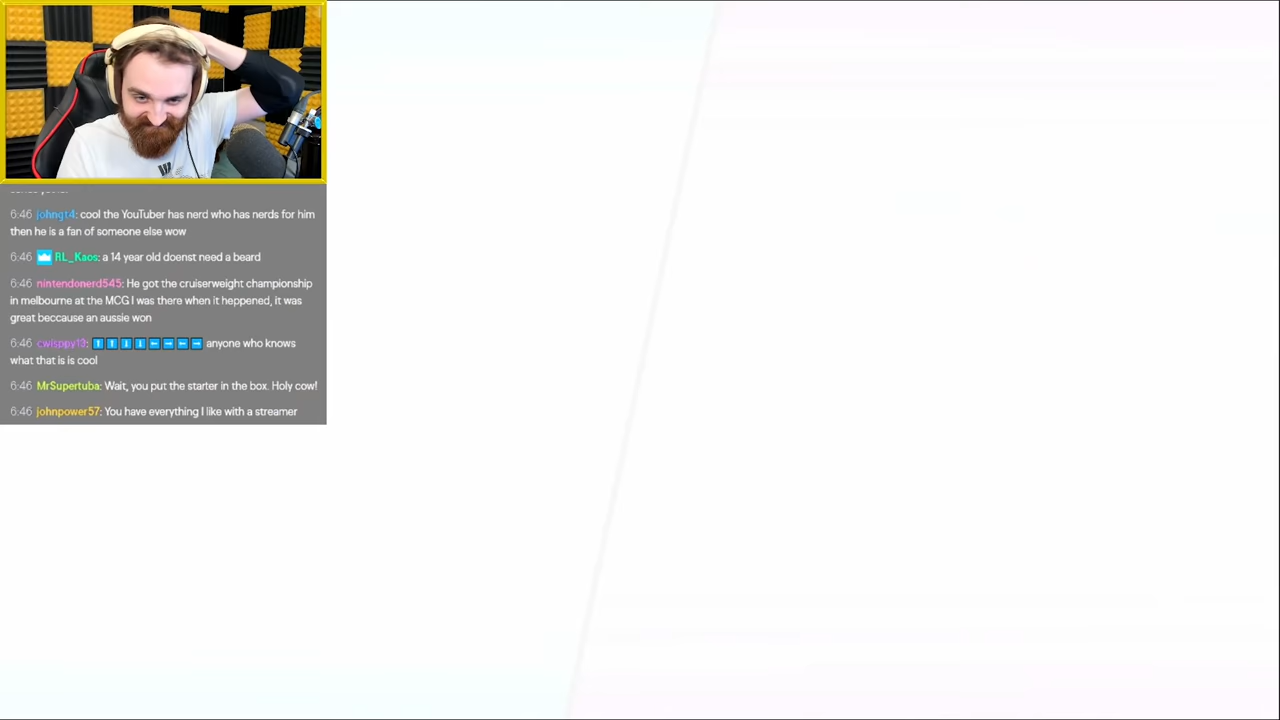 6:46 johngt4: cool the YouTuber has nerd who has nerds for him
then he is a fan of someone else wow
6:46 RL_Kaos: a 14 year old doenst need a beard
6:46 nintendonerd545: He got the cruiserweight championship
in melbourne at the MCG I was there when it heppened, it was
great beccause an aussie won
6:46 cwisppy13: ⬆️⬆️⬇️⬇️⬅️➡️⬅️➡️ anyone who knows
what that is is cool
6:46 MrSupertuba: Wait, you put the starter in the box. Holy cow!
6:46 johnpower57: You have everything I like with a streamer